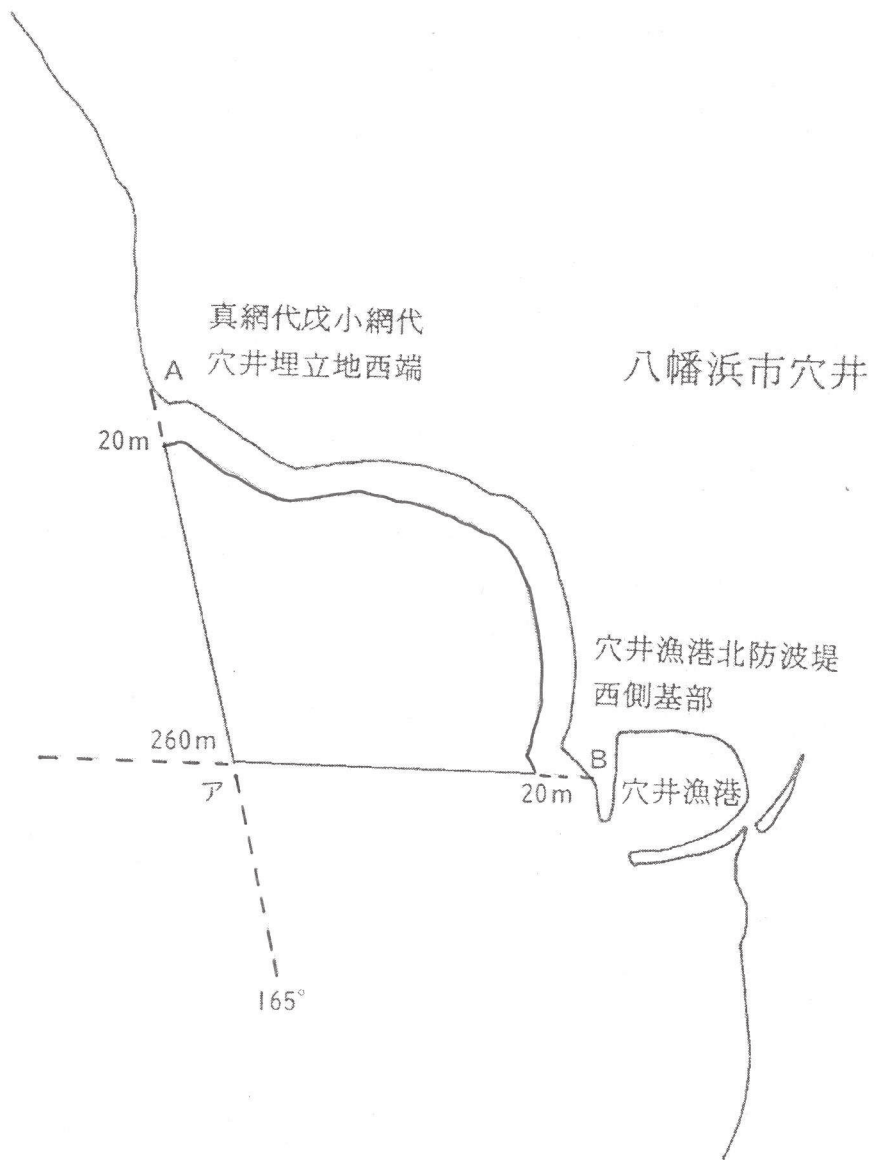 真網代戊小網代
穴井埋立地西端
A
八幡浜市穴井
20m
穴井漁港北防波堤
西側基部
260m
B
ア
20m
穴井漁港
165°